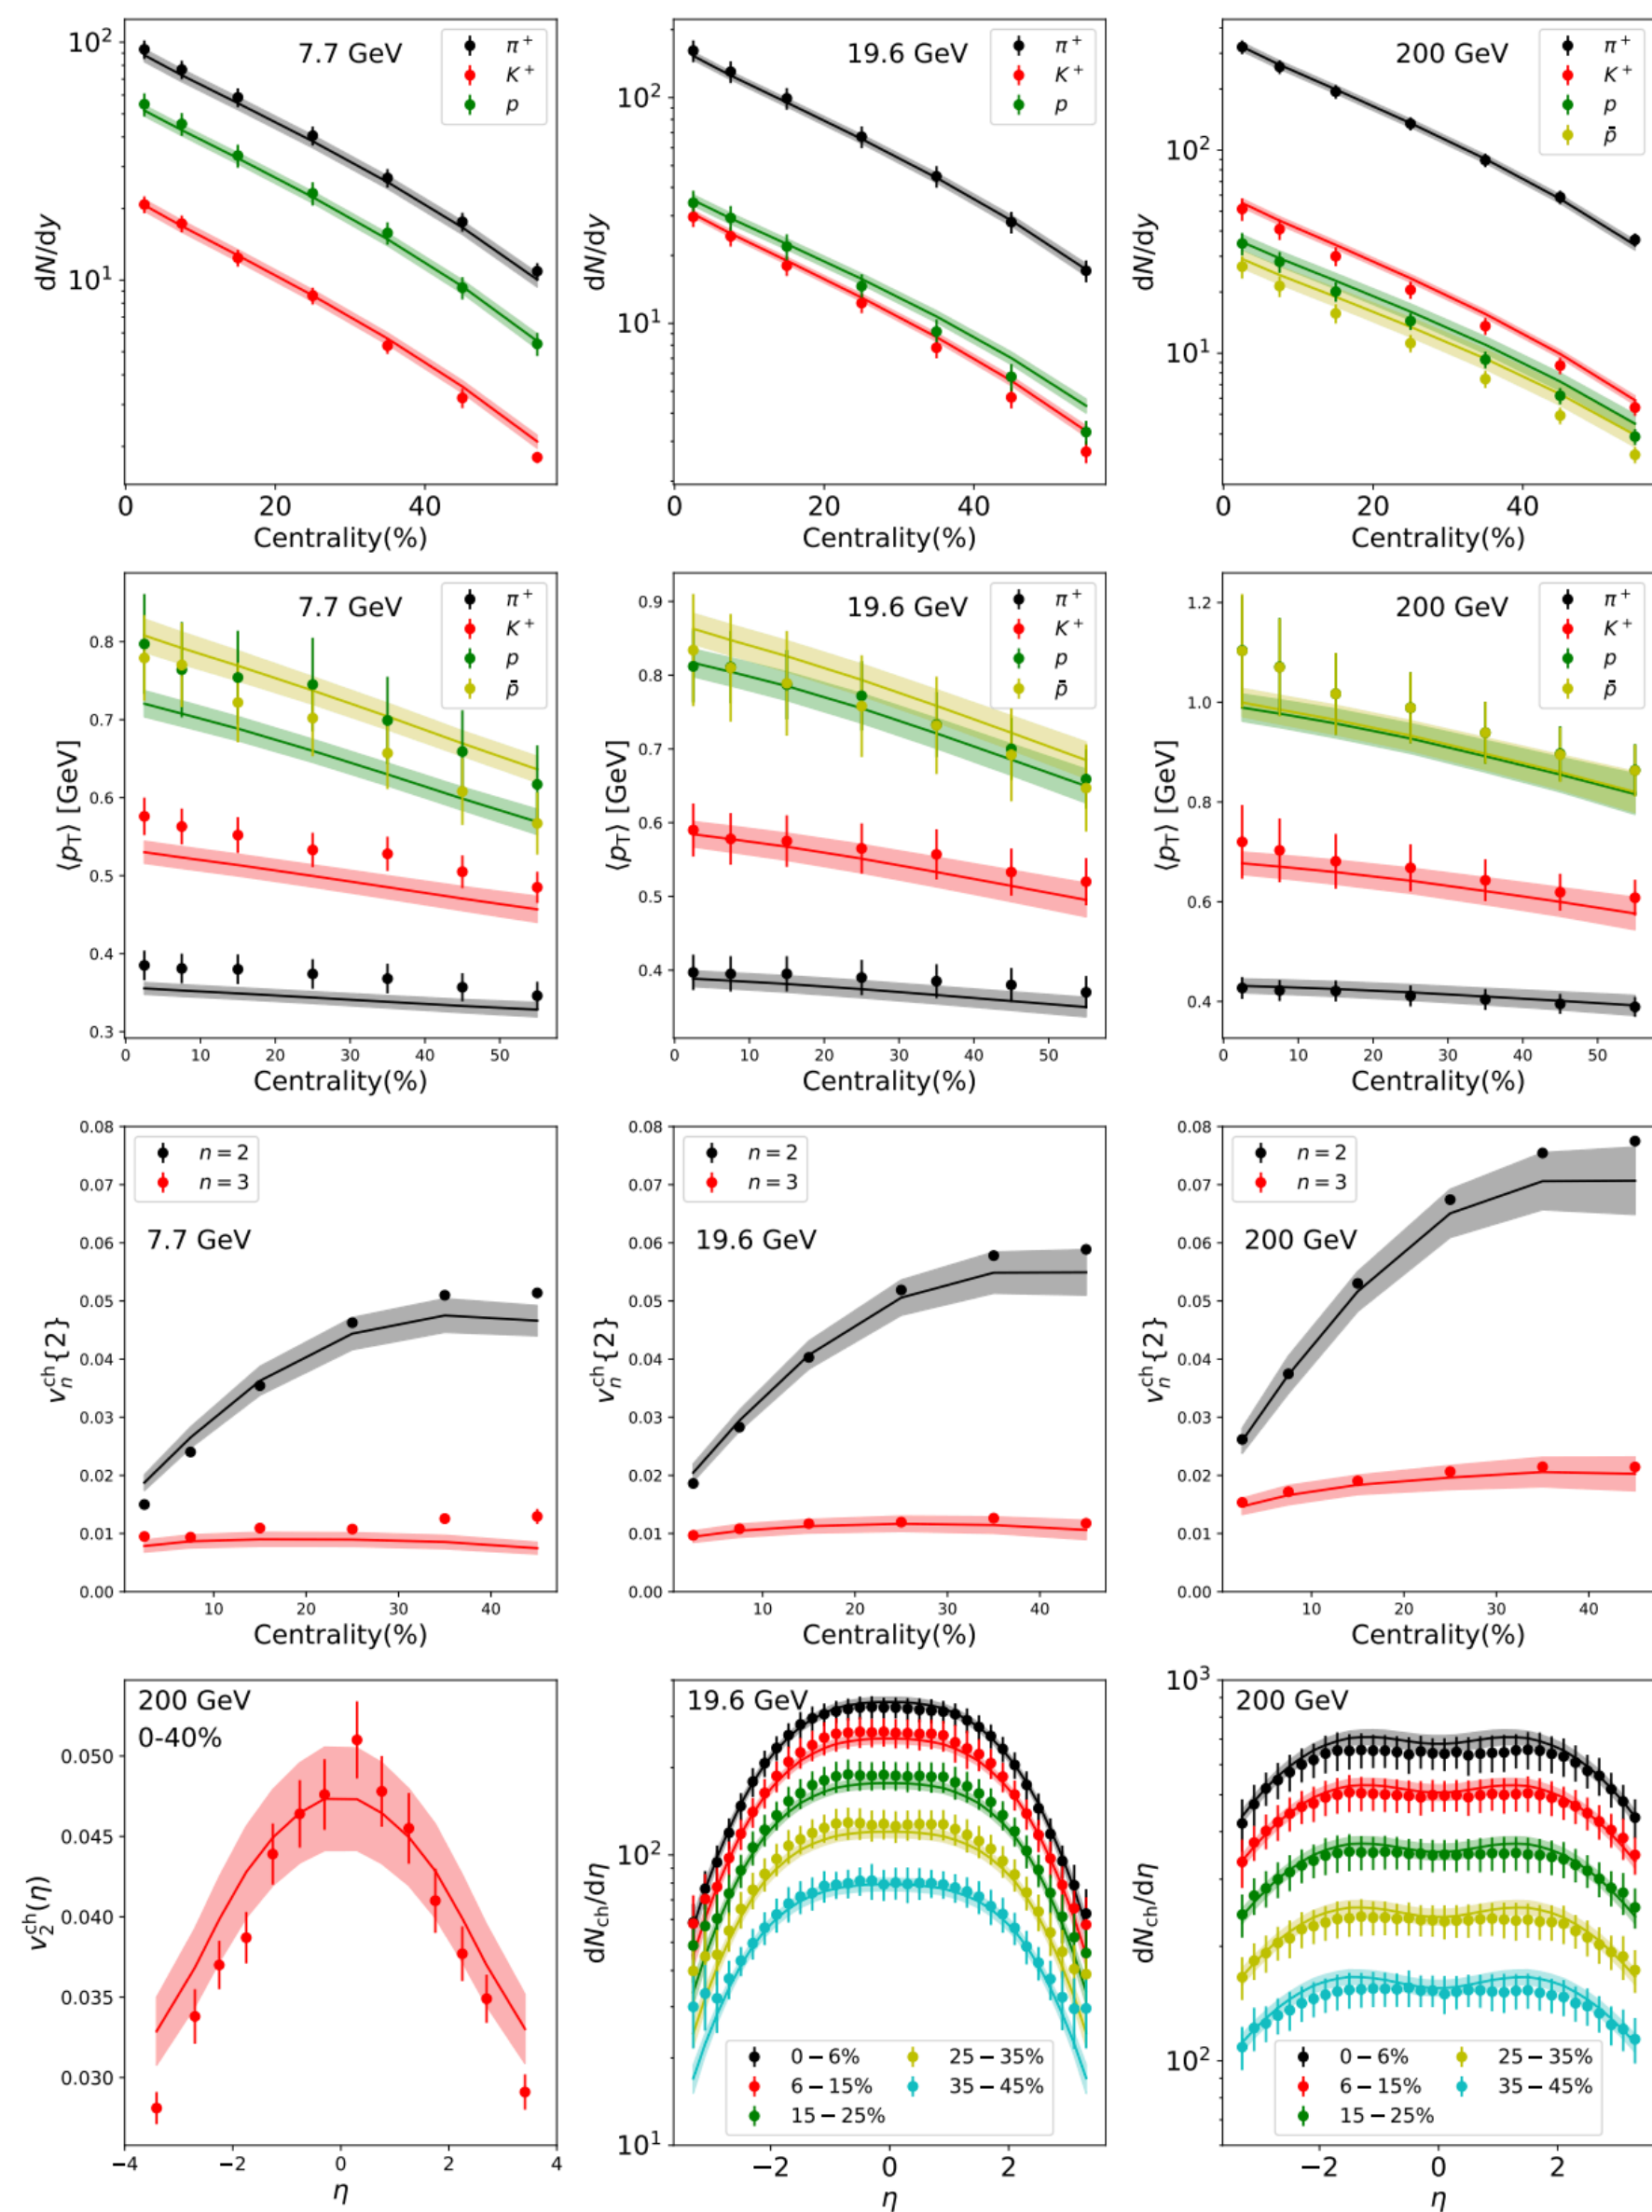 7.7 GeV
π⁺
K⁺
p
10²
10¹
dN/dy
0 20 40
Centrality(%)
19.6 GeV
π⁺
K⁺
p
10²
10¹
dN/dy
0 20 40
Centrality(%)
200 GeV
π⁺
K⁺
p
p̄
10²
10¹
dN/dy
0 20 40
Centrality(%)
7.7 GeV
π⁺
K⁺
p
p̄
0.8
0.7
0.6
0.5
0.4
0.3
⟨p_T⟩ [GeV]
0 10 20 30 40 50
Centrality(%)
19.6 GeV
π⁺
K⁺
p
p̄
0.9
0.8
0.7
0.6
0.5
0.4
⟨p_T⟩ [GeV]
0 10 20 30 40 50
Centrality(%)
200 GeV
π⁺
K⁺
p
p̄
1.2
1.0
0.8
0.6
0.4
⟨p_T⟩ [GeV]
0 10 20 30 40 50
Centrality(%)
n = 2
n = 3
7.7 GeV
0.08
0.07
0.06
0.05
0.04
0.03
0.02
0.01
0.00
v_n^ch{2}
10 20 30 40
Centrality(%)
n = 2
n = 3
19.6 GeV
0.08
0.07
0.06
0.05
0.04
0.03
0.02
0.01
0.00
v_n^ch{2}
10 20 30 40
Centrality(%)
n = 2
n = 3
200 GeV
0.08
0.07
0.06
0.05
0.04
0.03
0.02
0.01
0.00
v_n^ch{2}
10 20 30 40
Centrality(%)
200 GeV
0-40%
0.050
0.045
0.040
0.035
0.030
v_2^ch(η)
−4 −2 0 2 4
η
19.6 GeV
10²
10¹
dN_ch/dη
0 − 6% 25 − 35%
6 − 15% 35 − 45%
15 − 25%
−2 0 2
η
200 GeV
10³
10²
dN_ch/dη
0 − 6% 25 − 35%
6 − 15% 35 − 45%
15 − 25%
−2 0 2
η